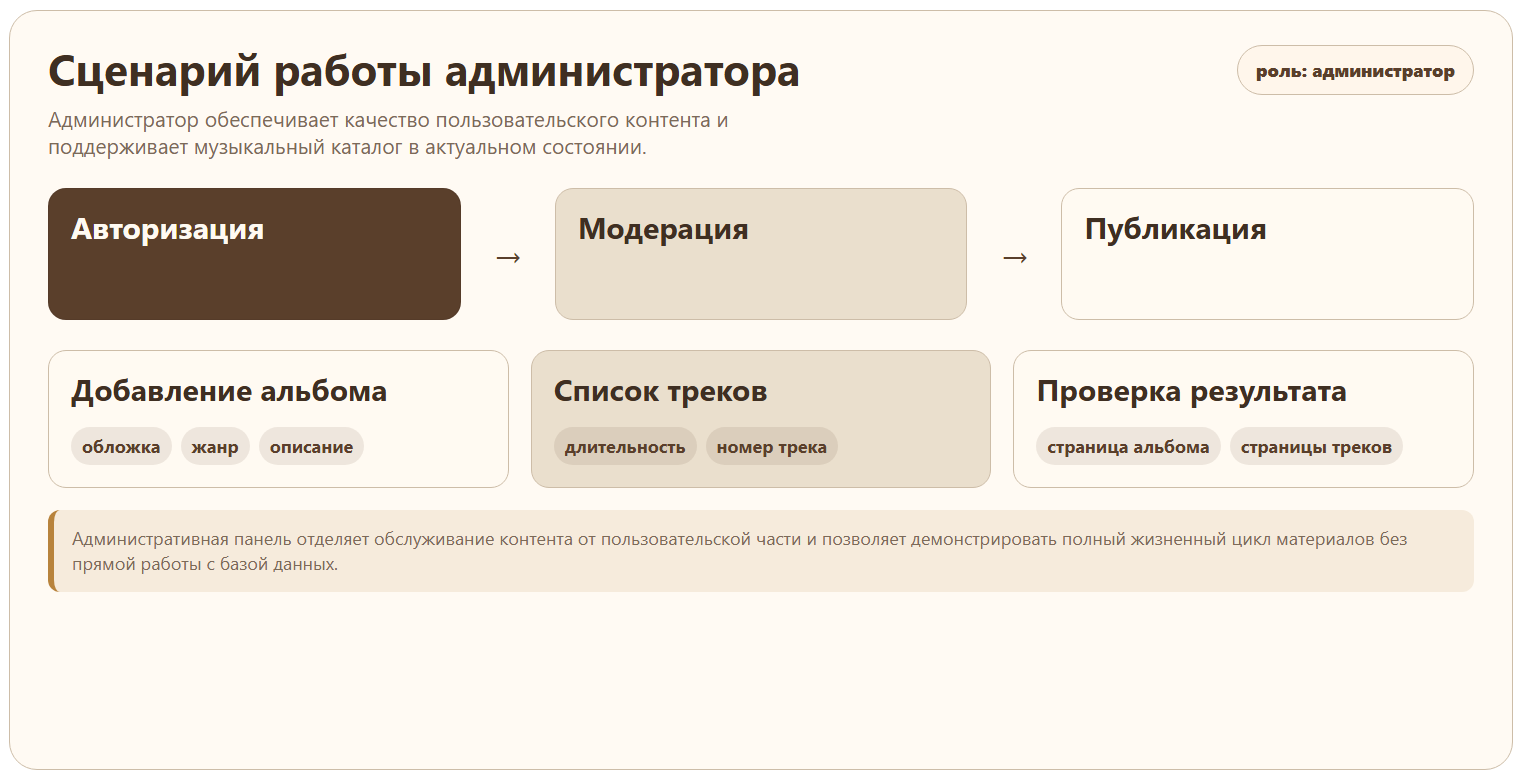 Сценарий работы администратора
роль: администратор
Администратор обеспечивает качество пользовательского контента и
поддерживает музыкальный каталог в актуальном состоянии.
Авторизация
→
Модерация
→
Публикация
Добавление альбома
обложка
жанр
описание
Список треков
длительность
номер трека
Проверка результата
страница альбома
страницы треков
Административная панель отделяет обслуживание контента от пользовательской части и позволяет демонстрировать полный жизненный цикл материалов без
прямой работы с базой данных.